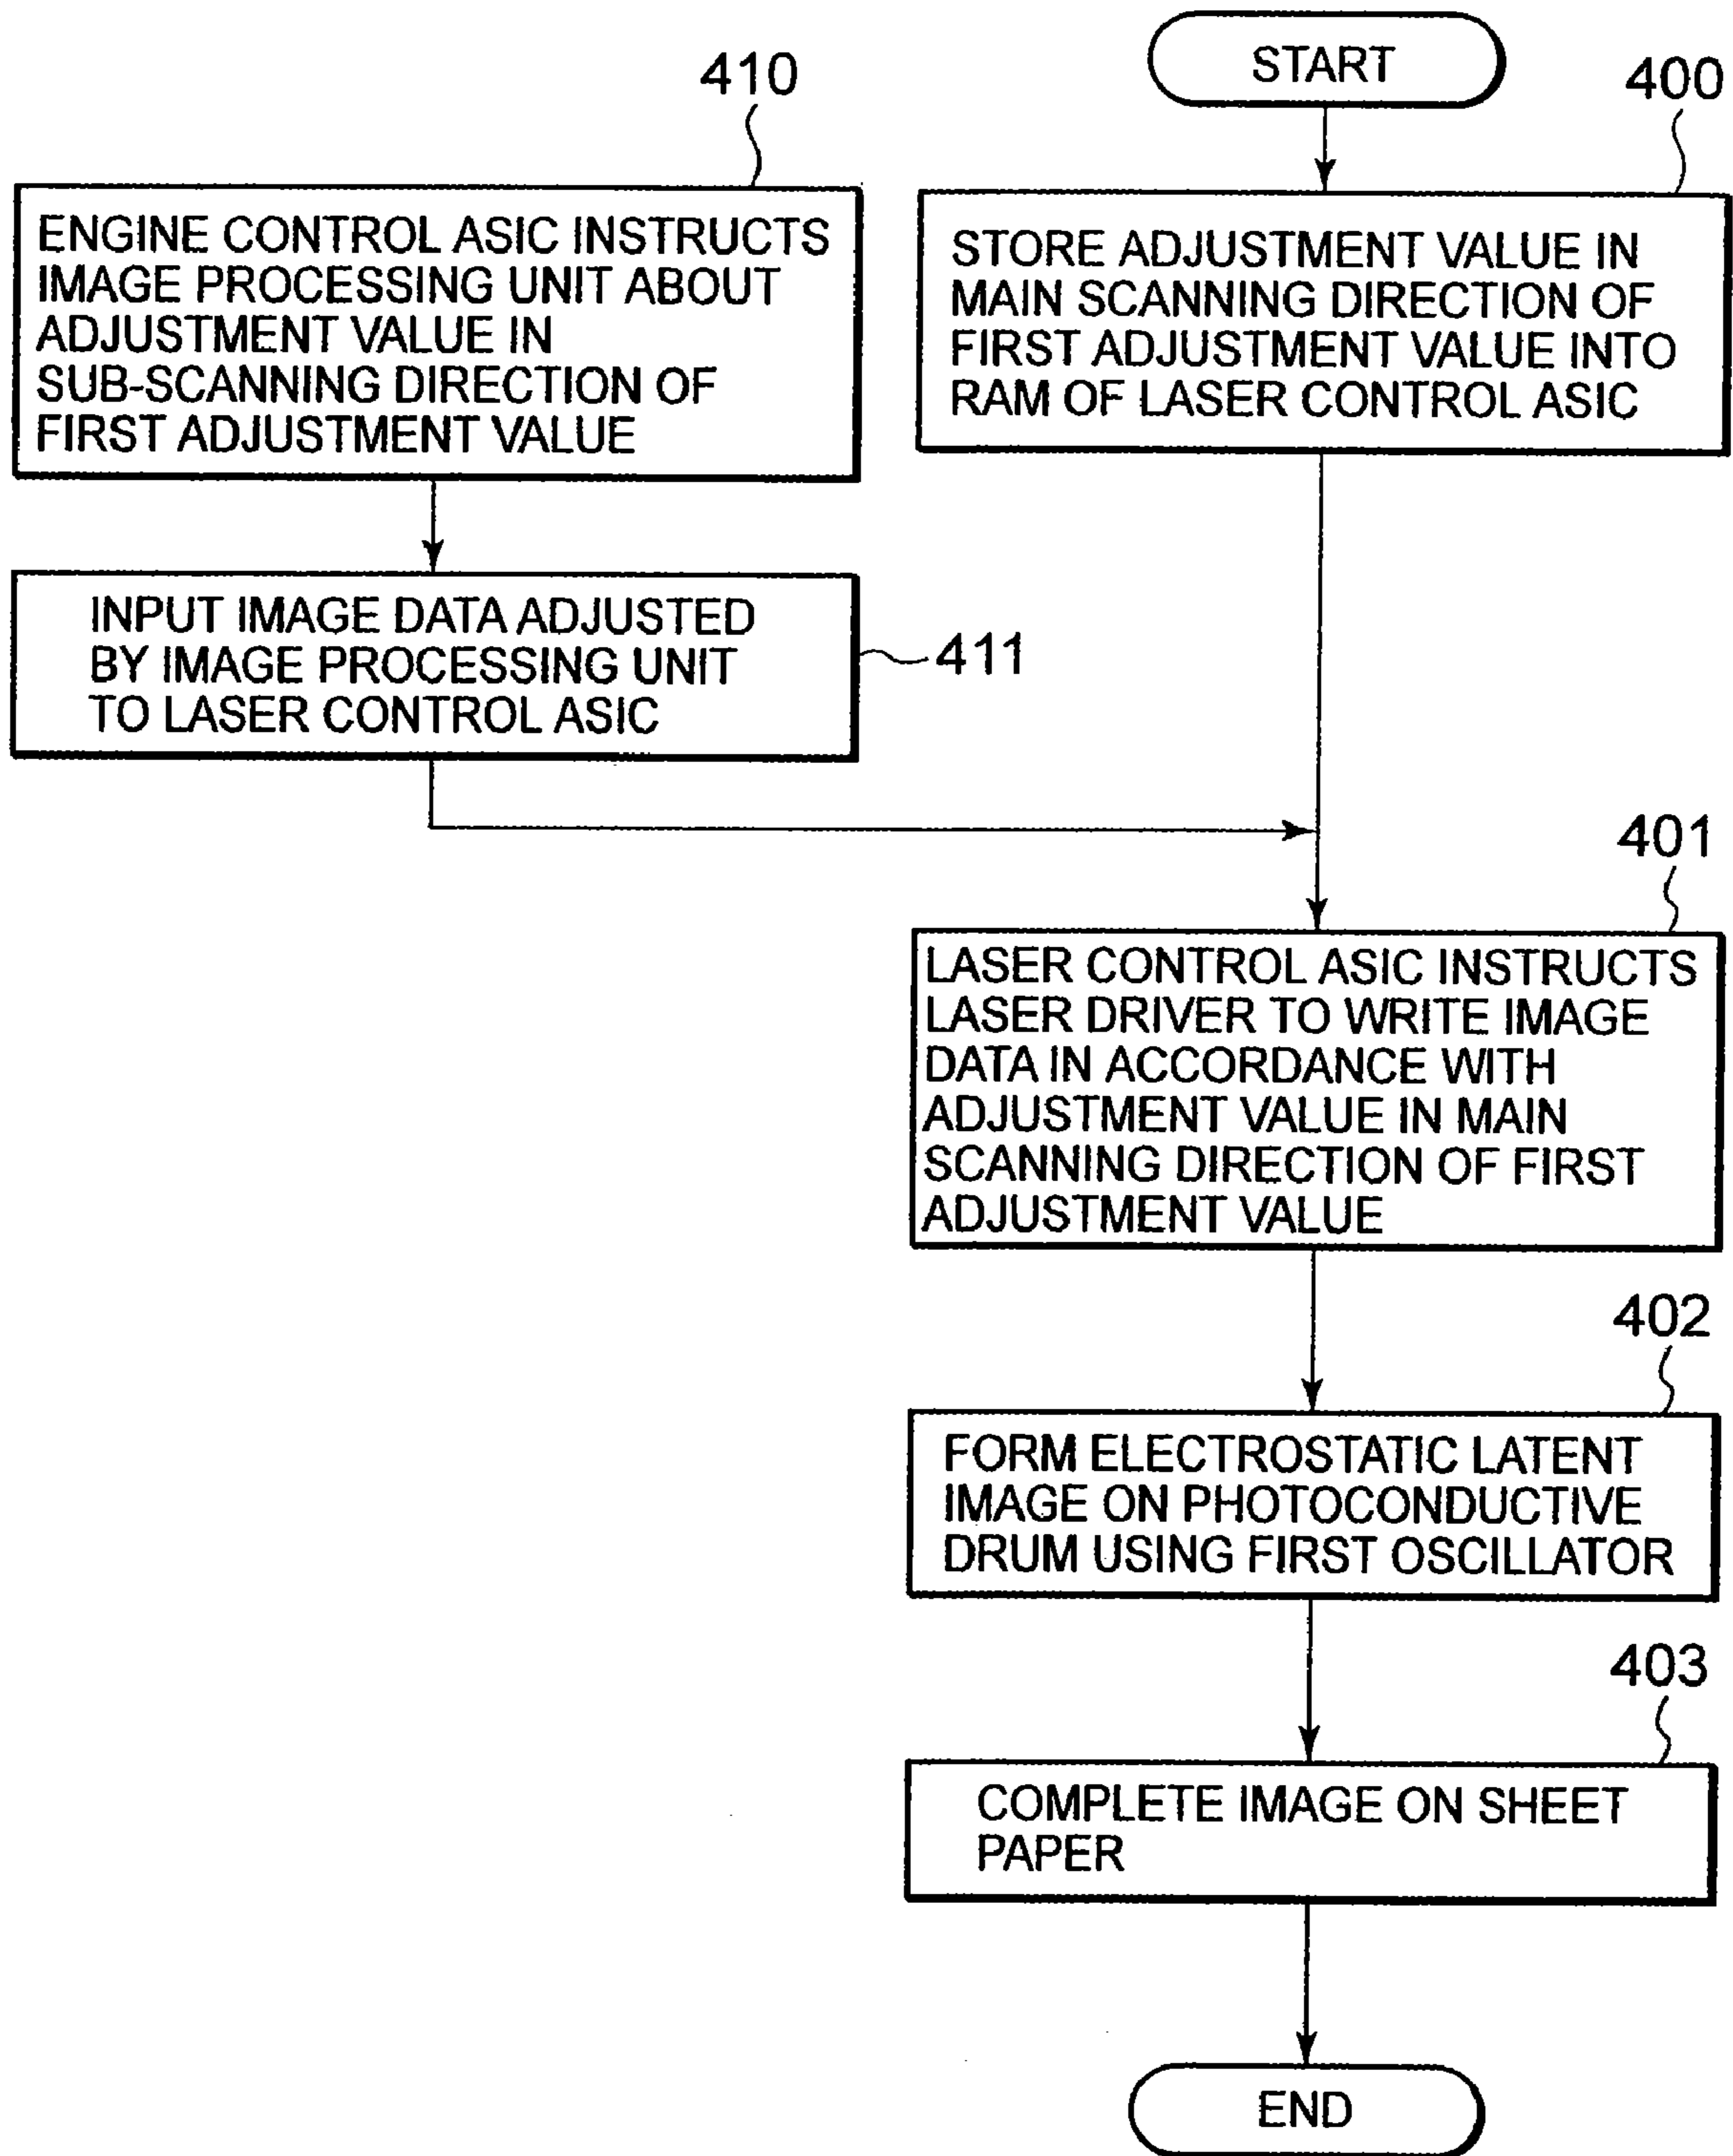 START
400
STORE ADJUSTMENT VALUE IN
MAIN SCANNING DIRECTION OF
FIRST ADJUSTMENT VALUE INTO
RAM OF LASER CONTROL ASIC
410
ENGINE CONTROL ASIC INSTRUCTS
IMAGE PROCESSING UNIT ABOUT
ADJUSTMENT VALUE IN
SUB-SCANNING DIRECTION OF
FIRST ADJUSTMENT VALUE
INPUT IMAGE DATA ADJUSTED
BY IMAGE PROCESSING UNIT
TO LASER CONTROL ASIC
411
401
LASER CONTROL ASIC INSTRUCTS
LASER DRIVER TO WRITE IMAGE
DATA IN ACCORDANCE WITH
ADJUSTMENT VALUE IN MAIN
SCANNING DIRECTION OF FIRST
ADJUSTMENT VALUE
402
FORM ELECTROSTATIC LATENT
IMAGE ON PHOTOCONDUCTIVE
DRUM USING FIRST OSCILLATOR
403
COMPLETE IMAGE ON SHEET
PAPER
END